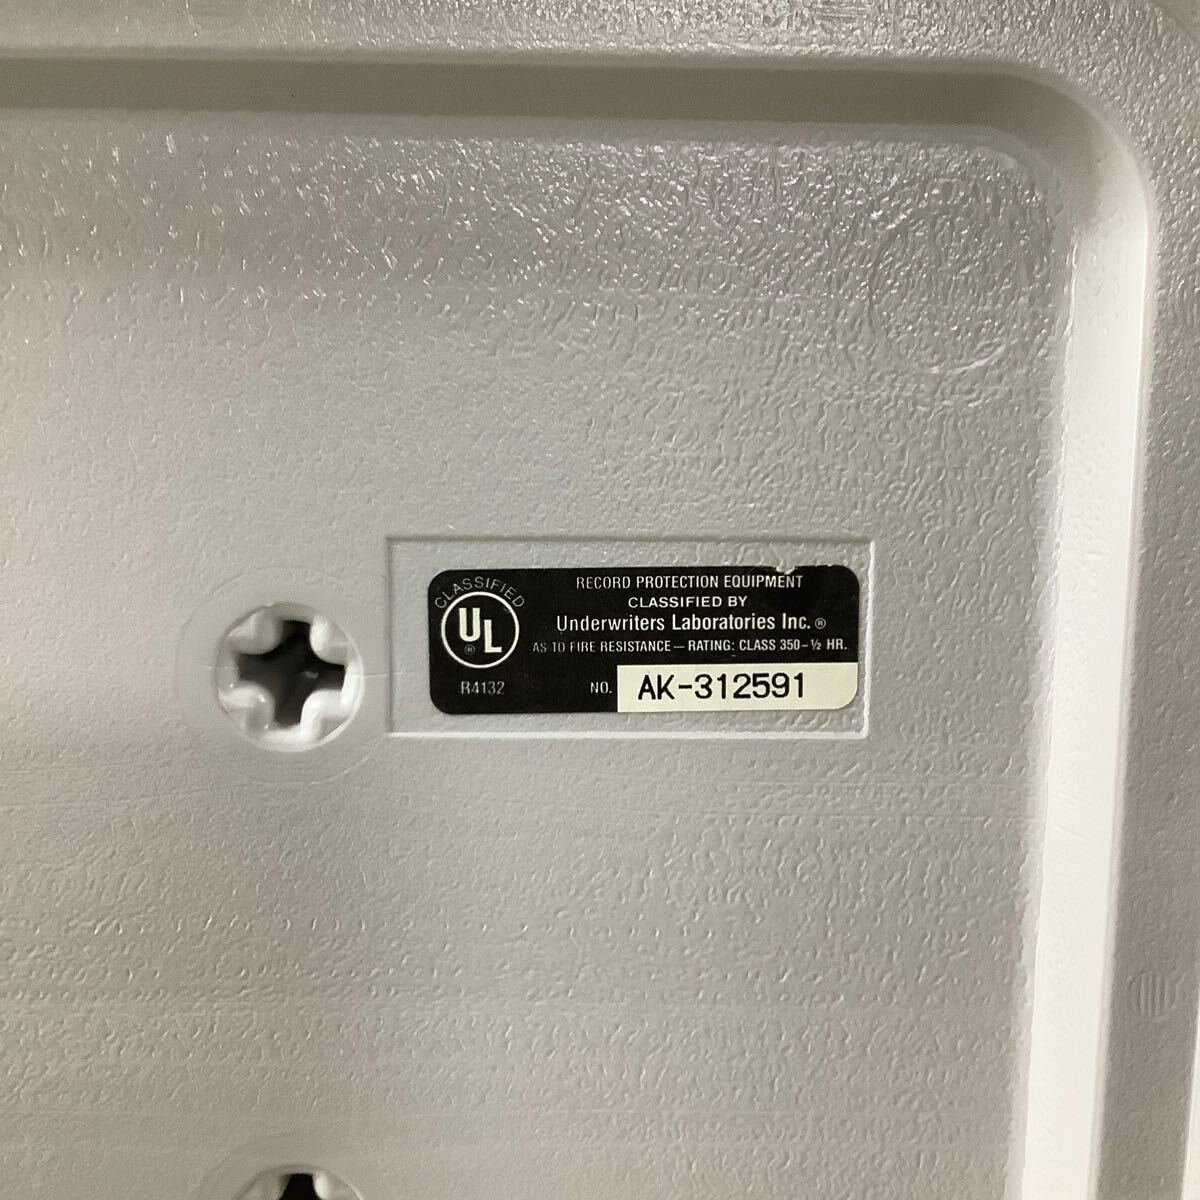 CLASSIFIED
UL®
R4132
RECORD PROTECTION EQUIPMENT
CLASSIFIED BY
Underwriters Laboratories Inc.®
AS TO FIRE RESISTANCE — RATING: CLASS 350-½ HR.
NO. AK-312591